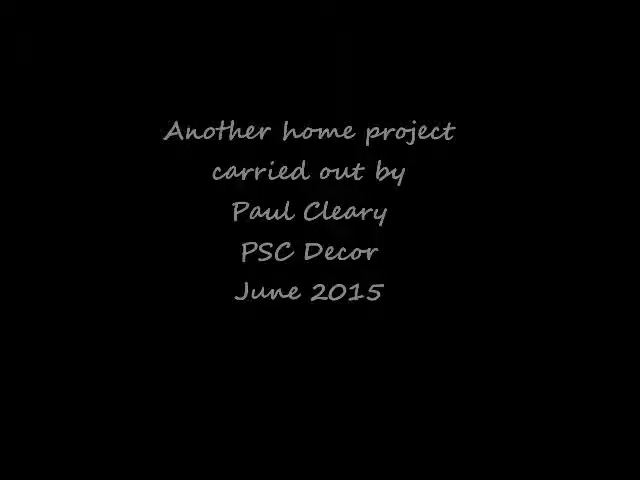 Another home project
carried out by
Paul Cleary
PSC Decor
June 2015